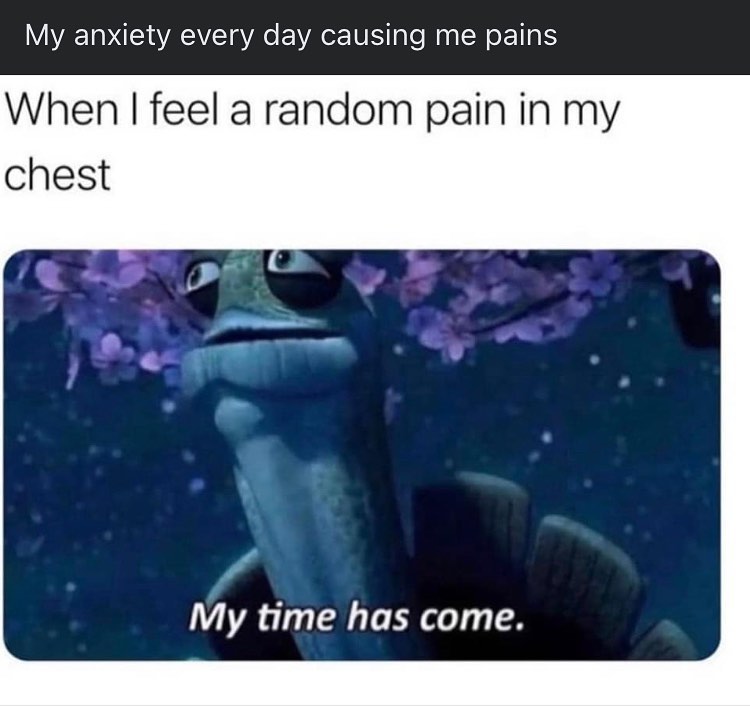 My anxiety every day causing me pains
When I feel a random pain in my
chest
My time has come.